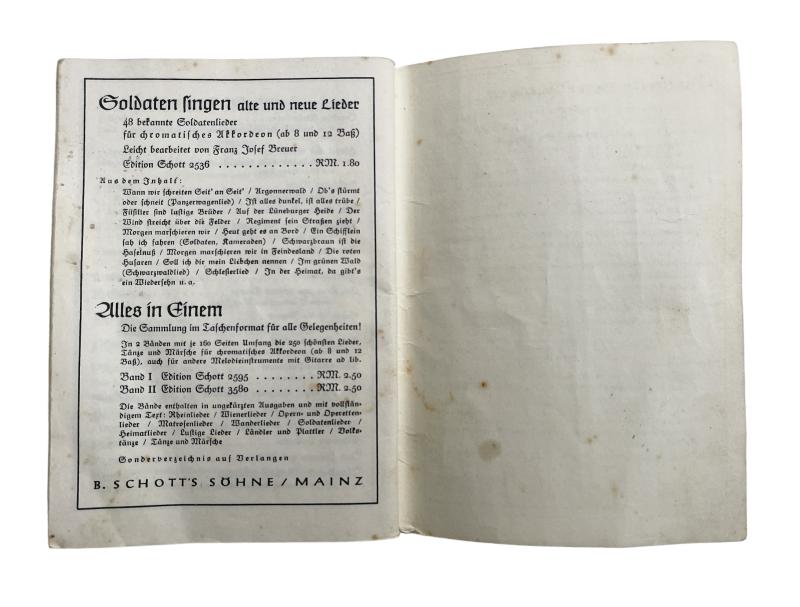 Soldaten singen alte und neue Lieder
48 bekannte Soldatenlieder
für chromatisches Akkordeon (ab 8 und 12 Baß)
Leicht bearbeitet von Franz Josef Breuer
Edition Schott 2536 . . . . . . . . . . . . . RM. 1.80
Aus dem Inhalt:
Wann wir schreiten Seit' an Seit' / Argonnerwald / Ob's stürmt
oder schneit (Panzerwagenlied) / Ist alles dunkel, ist alles trübe /
Füsilier sind lustige Brüder / Auf der Lüneburger Heide / Der
Wind streicht über die Felder / Regiment sein Straßen zieht /
Morgen marschieren wir / Heut geht es an Bord / Ein Schifflein
sah ich fahren (Soldaten, Kameraden) / Schwarzbraun ist die
Haselnuß / Morgen marschieren wir in Feindesland / Die roten
Husaren / Soll ich dir mein Liebchen nennen / Im grünen Wald
(Schwarzwaldlied) / Schlesierlied / In der Heimat, da gibt's
ein Wiedersehn u. a.
Alles in Einem
Die Sammlung im Taschenformat für alle Gelegenheiten!
In 2 Bänden mit je 160 Seiten Umfang die 250 schönsten Lieder,
Tänze und Märsche für chromatisches Akkordeon (ab 8 und 12
Baß), auch für andere Melodieinstrumente mit Gitarre ad lib.
Band I Edition Schott 2595 . . . . . . . . RM. 2.50
Band II Edition Schott 3580 . . . . . . . . RM. 2.50
Die Bände enthalten in ungekürzten Ausgaben und mit vollstän-
digem Text: Rheinlieder / Wienerlieder / Opern- und Operetten-
lieder / Matrosenlieder / Wanderlieder / Soldatenlieder /
Heimatlieder / Lustige Lieder / Ländler und Plattler / Volks-
tänze / Tänze und Märsche
Sonderverzeichnis auf Verlangen
B. SCHOTT'S SÖHNE / MAINZ